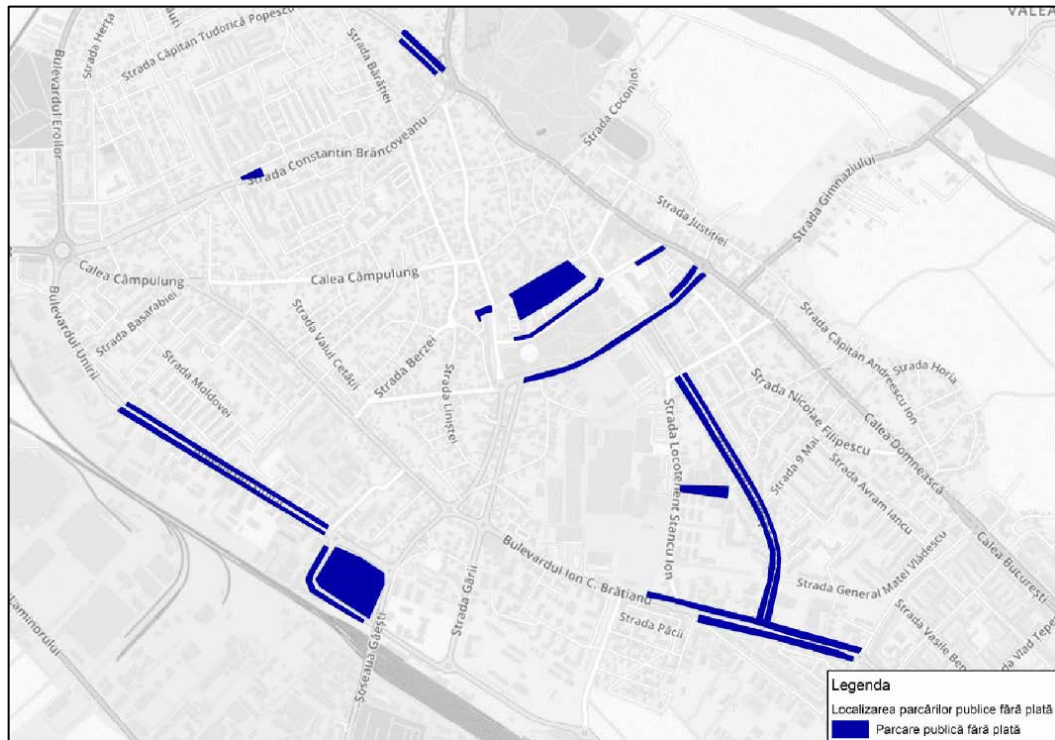 VALEA
Strada Herța
Strada Căpitan Tudorică Popescu
Strada Bărăției
Bulevardul Eroilor
Strada Coconilor
Strada Constantin Brâncoveanu
Strada Gimnaziului
Strada Justiției
Calea Câmpulung
Calea Câmpulung
Bulevardul Unirii
Strada Basarabiei
Strada Valul Cetății
Strada Berzei
Strada Liniștei
Strada Moldovei
Strada Căpitan Andreescu Ion
Strada Horia
Strada Nicolae Filipescu
Calea Domnească
Strada 9 Mai
Strada Avram Iancu
Strada Locotenent Stancu Ion
Bulevardul Ion C. Brătianu
Strada General Matei Vlădescu
Calea București
Strada Gării
Strada Păcii
Strada Vasile
Vlad Țepeș
Laminorului
Șoseaua Găești
Legenda
Localizarea parcărilor publice fără plată
Parcare publică fără plată